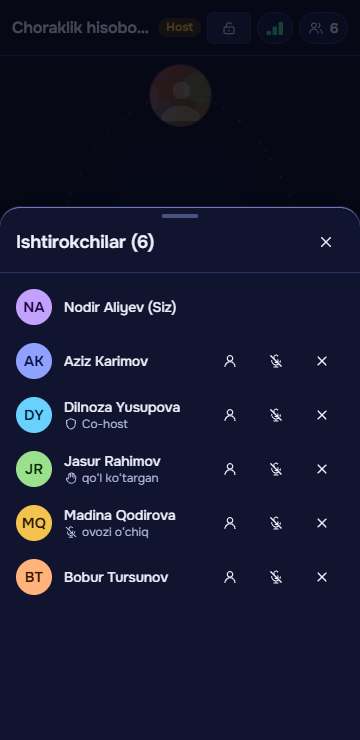 Choraklik hisobo...
Host
6
Ishtirokchilar (6)
NA
Nodir Aliyev (Siz)
AK
Aziz Karimov
DY
Dilnoza Yusupova
Co-host
JR
Jasur Rahimov
qo‘l ko‘targan
MQ
Madina Qodirova
ovozi o‘chiq
BT
Bobur Tursunov